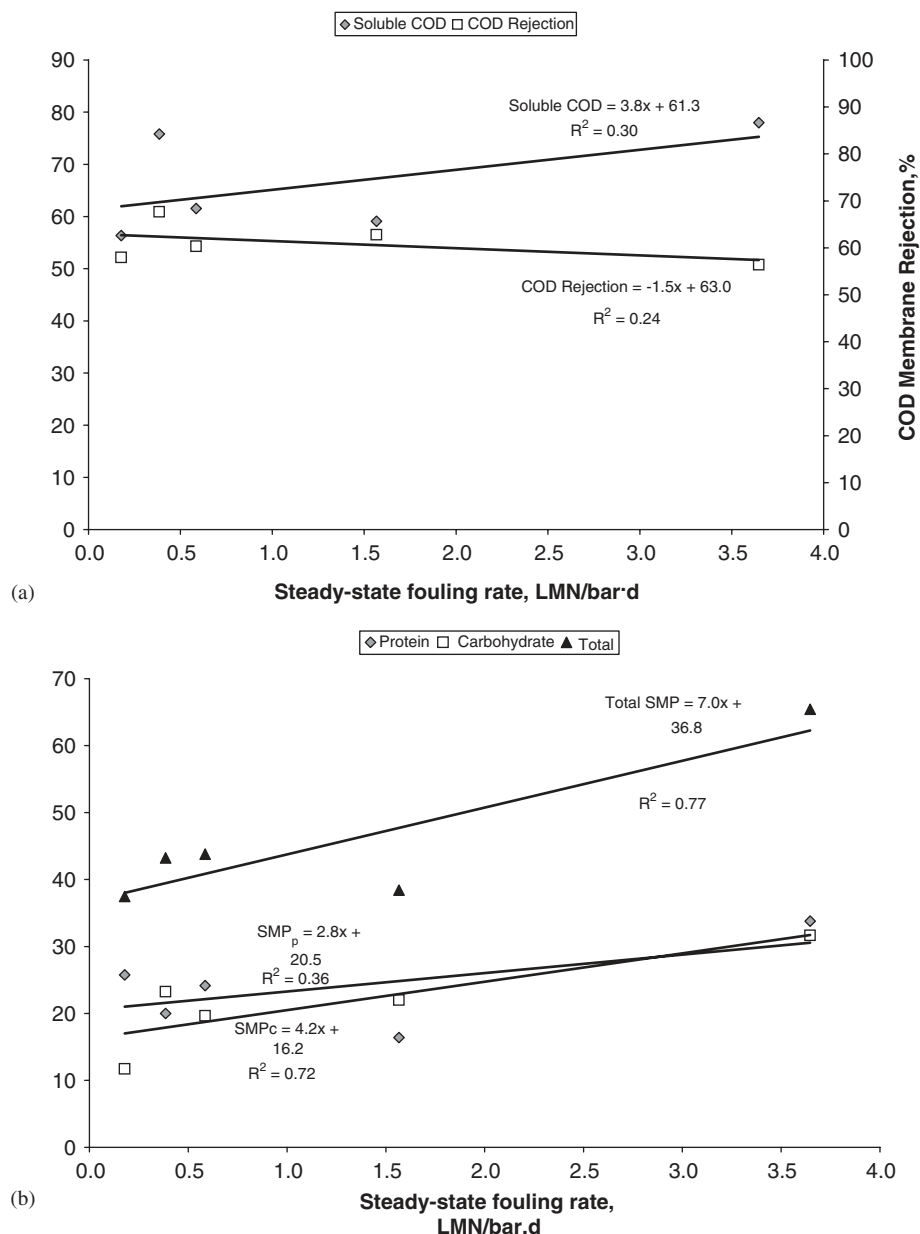 Soluble COD COD Rejection
90
80
70
60
50
40
30
20
10
0
100
90
80
70
60
50
40
30
20
10
0
COD Membrane Rejection,%
Soluble COD = 3.8x + 61.3
R² = 0.30
COD Rejection = -1.5x + 63.0
R² = 0.24
0.0 0.5 1.0 1.5 2.0 2.5 3.0 3.5 4.0
(a) Steady-state fouling rate, LMN/bar·d
Protein Carbohydrate Total
70
60
50
40
30
20
10
0
Total SMP = 7.0x +
36.8
R² = 0.77
SMPp = 2.8x +
20.5
R² = 0.36
SMPc = 4.2x +
16.2
R² = 0.72
0.0 0.5 1.0 1.5 2.0 2.5 3.0 3.5 4.0
(b) Steady-state fouling rate,
LMN/bar.d